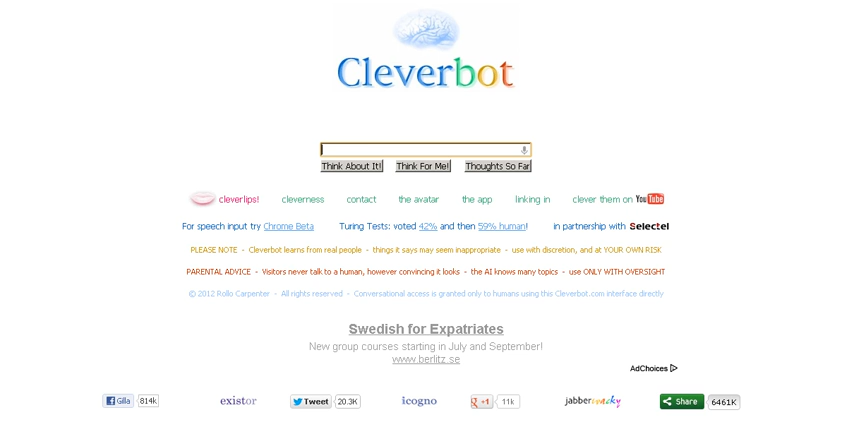 Cleverbot
Think About It! Think For Me! Thoughts So Far
cleverlips! cleverness contact the avatar the app linking in clever them on YouTube
For speech input try Chrome Beta Turing Tests: voted 42% and then 59% human! in partnership with Selectel
PLEASE NOTE - Cleverbot learns from real people - things it says may seem inappropriate - use with discretion, and at YOUR OWN RISK
PARENTAL ADVICE - Visitors never talk to a human, however convincing it looks - the AI knows many topics - use ONLY WITH OVERSIGHT
© 2012 Rollo Carpenter - All rights reserved - Conversational access is granted only to humans using this Cleverbot.com interface directly
Swedish for Expatriates
New group courses starting in July and September!
www.berlitz.se
AdChoices
Gilla 814k existor Tweet 20.3K icogno +1 11k jabberwacky Share 6461K